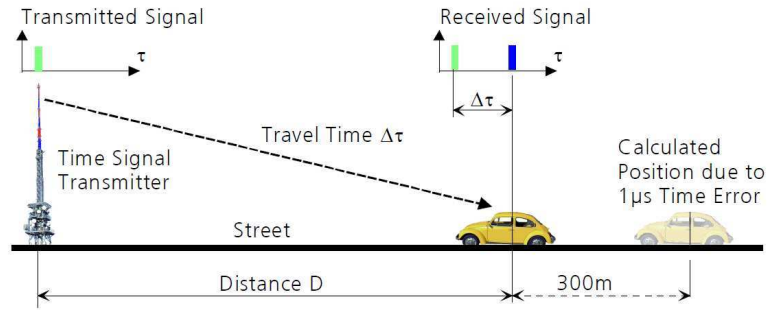 Transmitted Signal
Received Signal
τ
τ
Δτ
Travel Time Δτ
Time Signal
Transmitter
Calculated
Position due to
1µs Time Error
Street
Distance D
300m